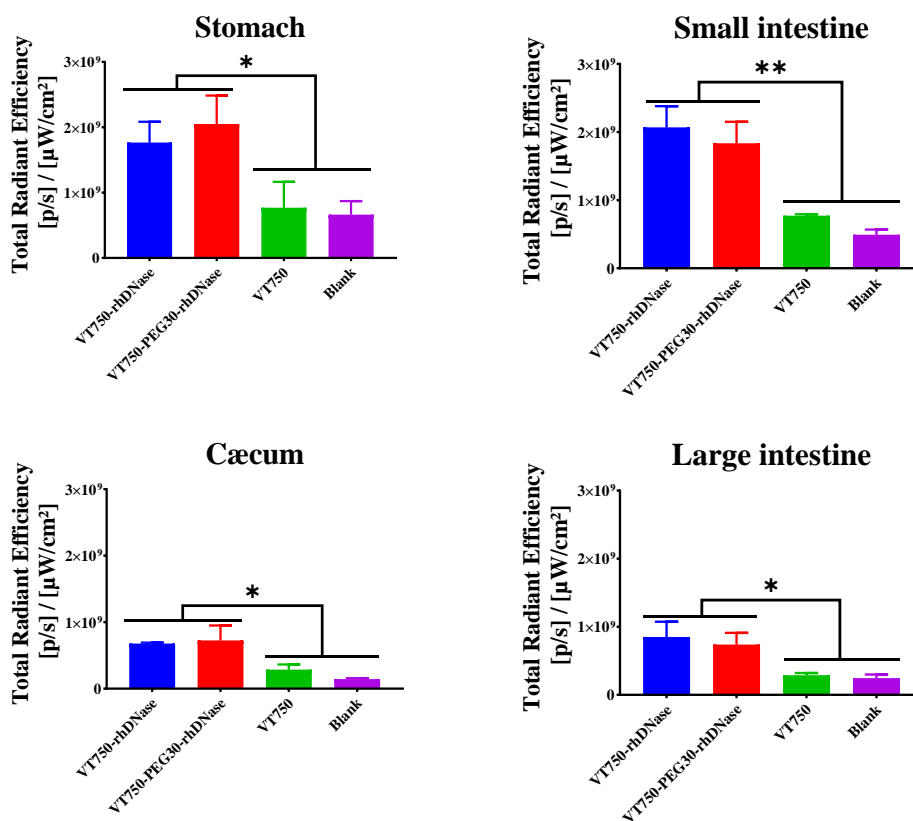 Stomach
Total Radiant Efficiency
[p/s] / [µW/cm²]
3×10⁹
2×10⁹
1×10⁹
0
*
VT750-rhDNase
VT750-PEG30-rhDNase
VT750
Blank
Small intestine
Total Radiant Efficiency
[p/s] / [µW/cm²]
3×10⁹
2×10⁹
1×10⁹
0
**
VT750-rhDNase
VT750-PEG30-rhDNase
VT750
Blank
Cæcum
Total Radiant Efficiency
[p/s] / [µW/cm²]
3×10⁹
2×10⁹
1×10⁹
0
*
VT750-rhDNase
VT750-PEG30-rhDNase
VT750
Blank
Large intestine
Total Radiant Efficiency
[p/s] / [µW/cm²]
3×10⁹
2×10⁹
1×10⁹
0
*
VT750-rhDNase
VT750-PEG30-rhDNase
VT750
Blank